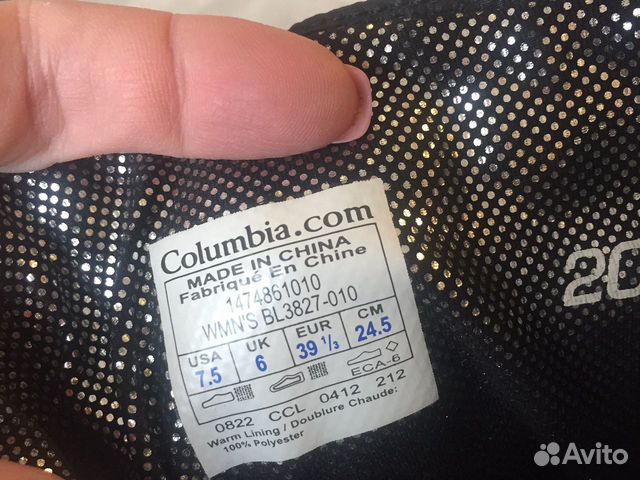 Columbia.com
MADE IN CHINA
Fabriqué En Chine
1474861010
WMN'S BL3827-010
USA UK EUR CM
7.5 6 39 1/3 24.5
ECA-6
0822 CCL 0412 212
Warm Lining / Doublure Chaude:
100% Polyester
20
Avito